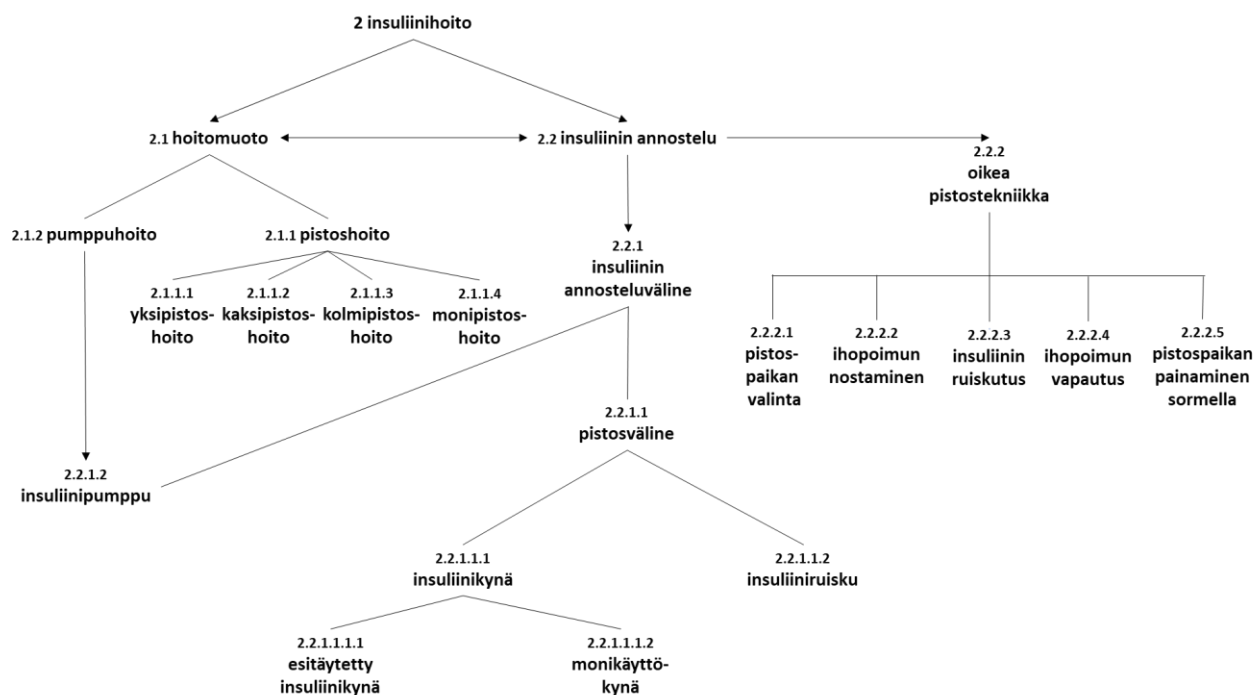 2 insuliinihoito
2.1 hoitomuoto
2.2 insuliinin annostelu
2.2.2
oikea
pistostekniikka
2.1.2 pumppuhoito
2.1.1 pistoshoito
2.2.1
insuliinin
annosteluväline
2.1.1.1
yksipistos-
hoito
2.1.1.2
kaksipistos-
hoito
2.1.1.3
kolmipistos-
hoito
2.1.1.4
monipistos-
hoito
2.2.2.1
pistos-
paikan
valinta
2.2.2.2
ihopoimun
nostaminen
2.2.2.3
insuliinin
ruiskutus
2.2.2.4
ihopoimun
vapautus
2.2.2.5
pistospaikan
painaminen
sormella
2.2.1.1
pistosväline
2.2.1.2
insuliinipumppu
2.2.1.1.1
insuliinikynä
2.2.1.1.2
insuliiniruisku
2.2.1.1.1.1
esitäytetty
insuliinikynä
2.2.1.1.1.2
monikäyttö-
kynä